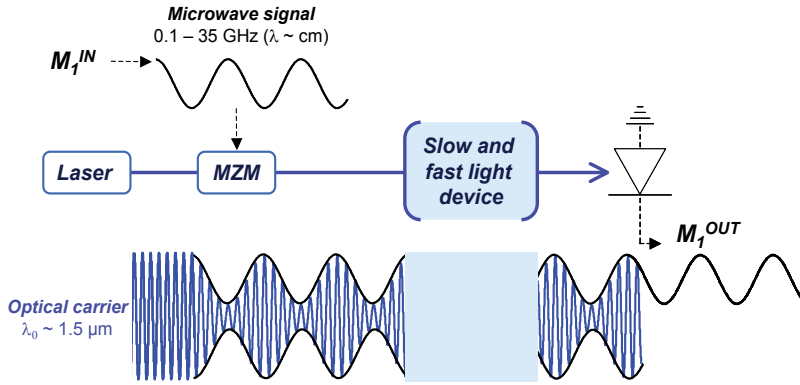 Microwave signal
0.1 – 35 GHz (λ ~ cm)
M₁ᴵᴺ
Laser
MZM
Slow and
fast light
device
M₁ᴼᵁᵀ
Optical carrier
λ₀ ~ 1.5 μm